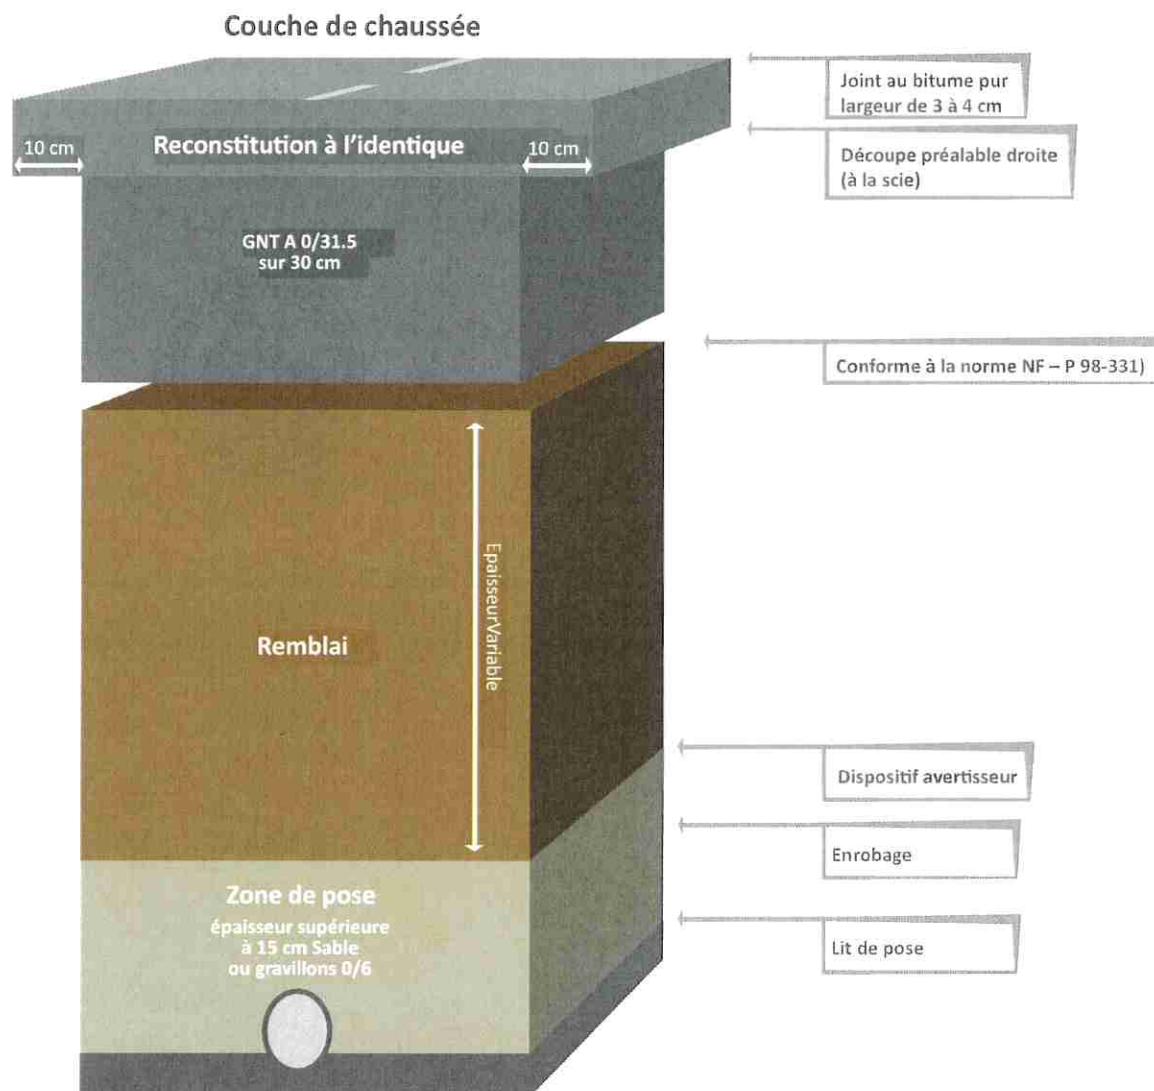 Couche de chaussée
Joint au bitume pur
largeur de 3 à 4 cm
10 cm
Reconstitution à l'identique
10 cm
Découpe préalable droite
(à la scie)
GNT A 0/31.5
sur 30 cm
Conforme à la norme NF – P 98-331)
EpaisseurVariable
Remblai
Dispositif avertisseur
Enrobage
Zone de pose
épaisseur supérieure
à 15 cm Sable
ou gravillons 0/6
Lit de pose